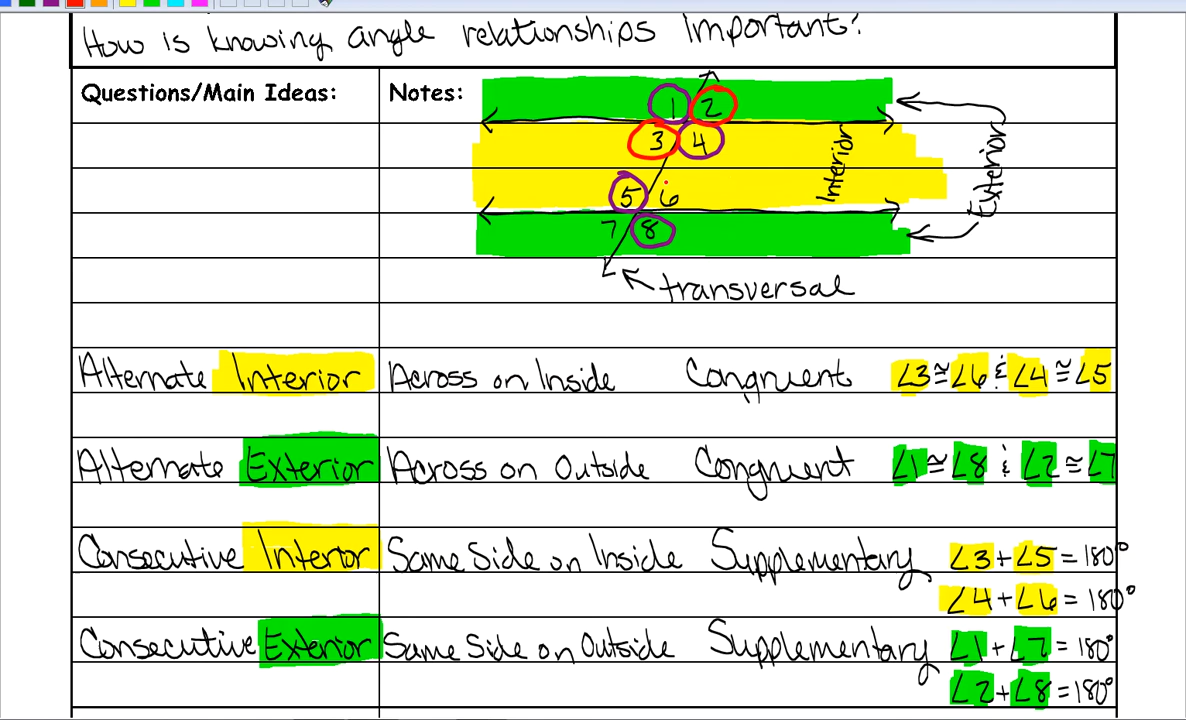 How is knowing angle relationships important?
Questions/Main Ideas:
Notes:
1 2
3 4
5 6
7 8
Interior
Exterior
transversal
Alternate Interior Across on Inside Congruent ∠3≅∠6 & ∠4≅∠5
Alternate Exterior Across on Outside Congruent ∠1≅∠8 & ∠2≅∠7
Consecutive Interior Same Side on Inside Supplementary ∠3+∠5=180°
∠4+∠6=180°
Consecutive Exterior Same Side on Outside Supplementary ∠1+∠7=180°
∠2+∠8=180°